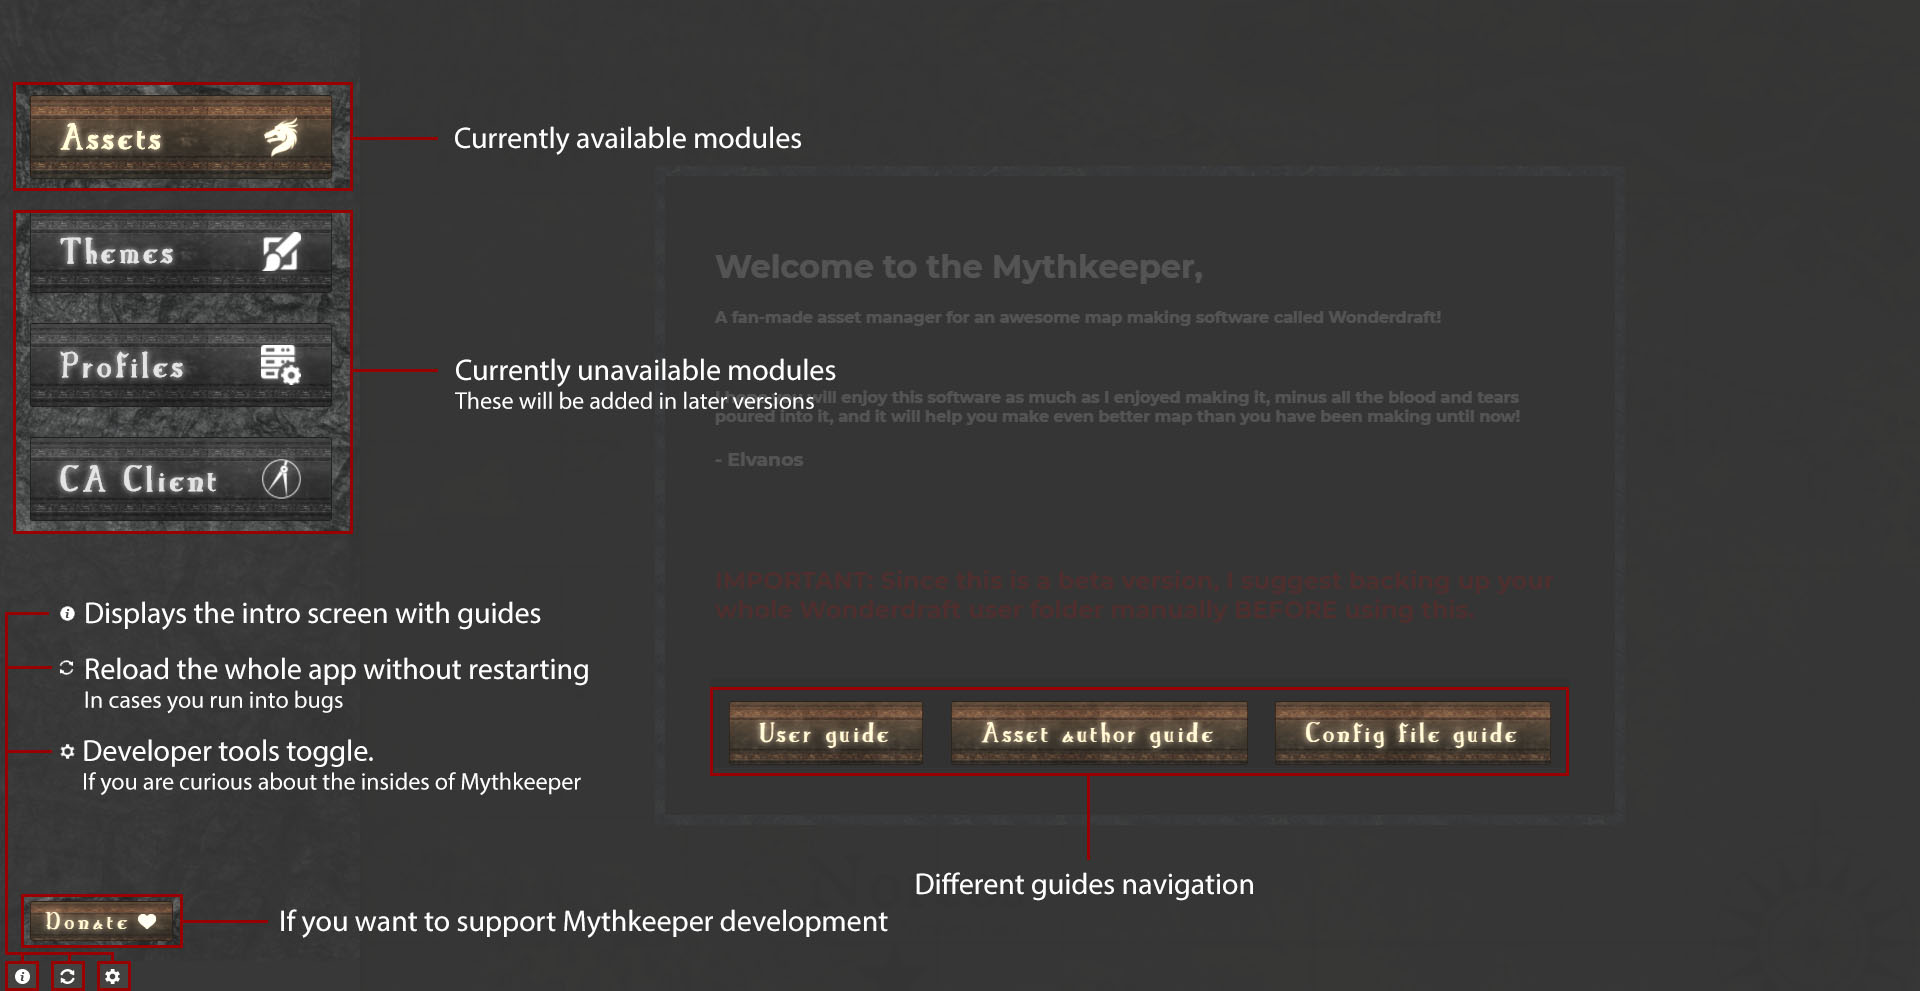 Assets
Currently available modules
Themes
Profiles
CA Client
Currently unavailable modules
These will be added in later versions
Welcome to the Mythkeeper,
A fan-made asset manager for an awesome map making software called Wonderdraft!
will enjoy this software as much as I enjoyed making it, minus all the blood and tears
poured into it, and it will help you make even better map than you have been making until now!
- Elvanos
IMPORTANT: Since this is a beta version, I suggest backing up your
whole Wonderdraft user folder manually BEFORE using this.
User guide
Asset author guide
Config file guide
Different guides navigation
Displays the intro screen with guides
Reload the whole app without restarting
In cases you run into bugs
Developer tools toggle.
If you are curious about the insides of Mythkeeper
Donate
If you want to support Mythkeeper development